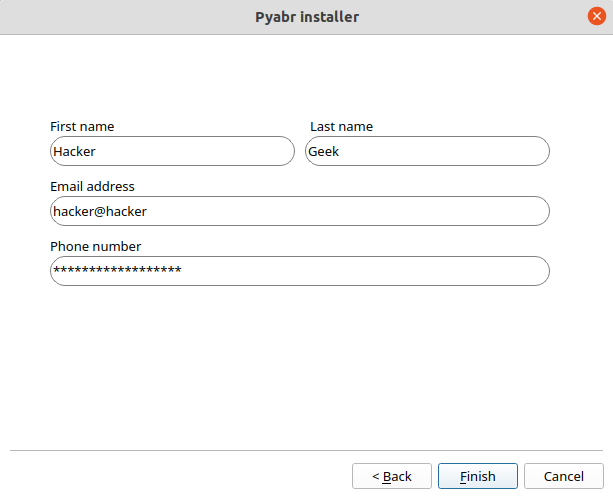 Pyabr installer
First name Last name
Hacker Geek
Email address
hacker@hacker
Phone number
******************
< Back Finish Cancel